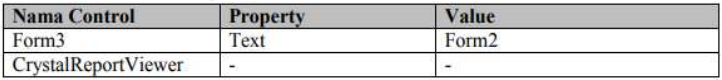 Nama Control Property Value
Form3 Text Form2
CrystalReportViewer - -